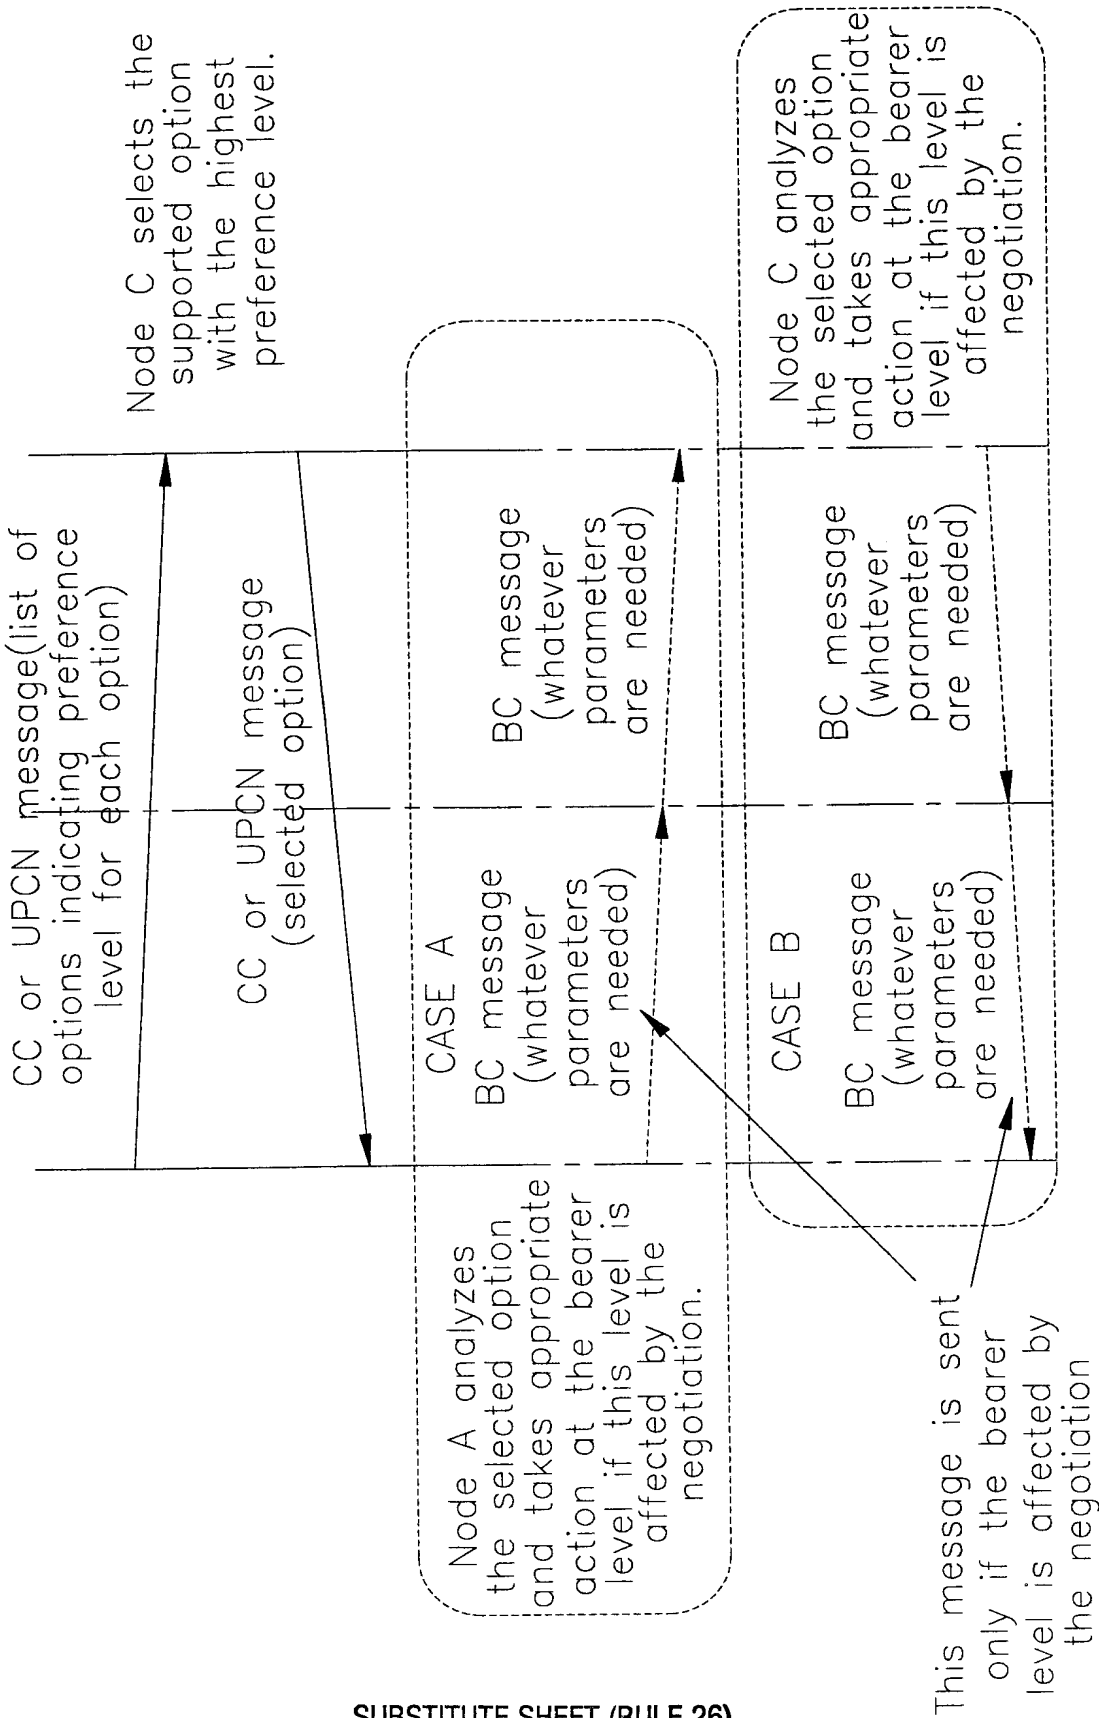 CC or UPCN message(list of
options indicating preference
level for each option)
Node C selects the
supported option
with the highest
preference level.
CC or UPCN message
(selected option)
CASE A
Node A analyzes
the selected option
and takes appropriate
action at the bearer
level if this level is
affected by the
negotiation.
BC message
(whatever
parameters
are needed)
BC message
(whatever
parameters
are needed)
CASE B
BC message
(whatever
parameters
are needed)
BC message
(whatever
parameters
are needed)
Node C analyzes
the selected option
and takes appropriate
action at the bearer
level if this level is
affected by the
negotiation.
This message is sent
only if the bearer
level is affected by
the negotiation
SUBSTITUTE SHEET (RULE 26)